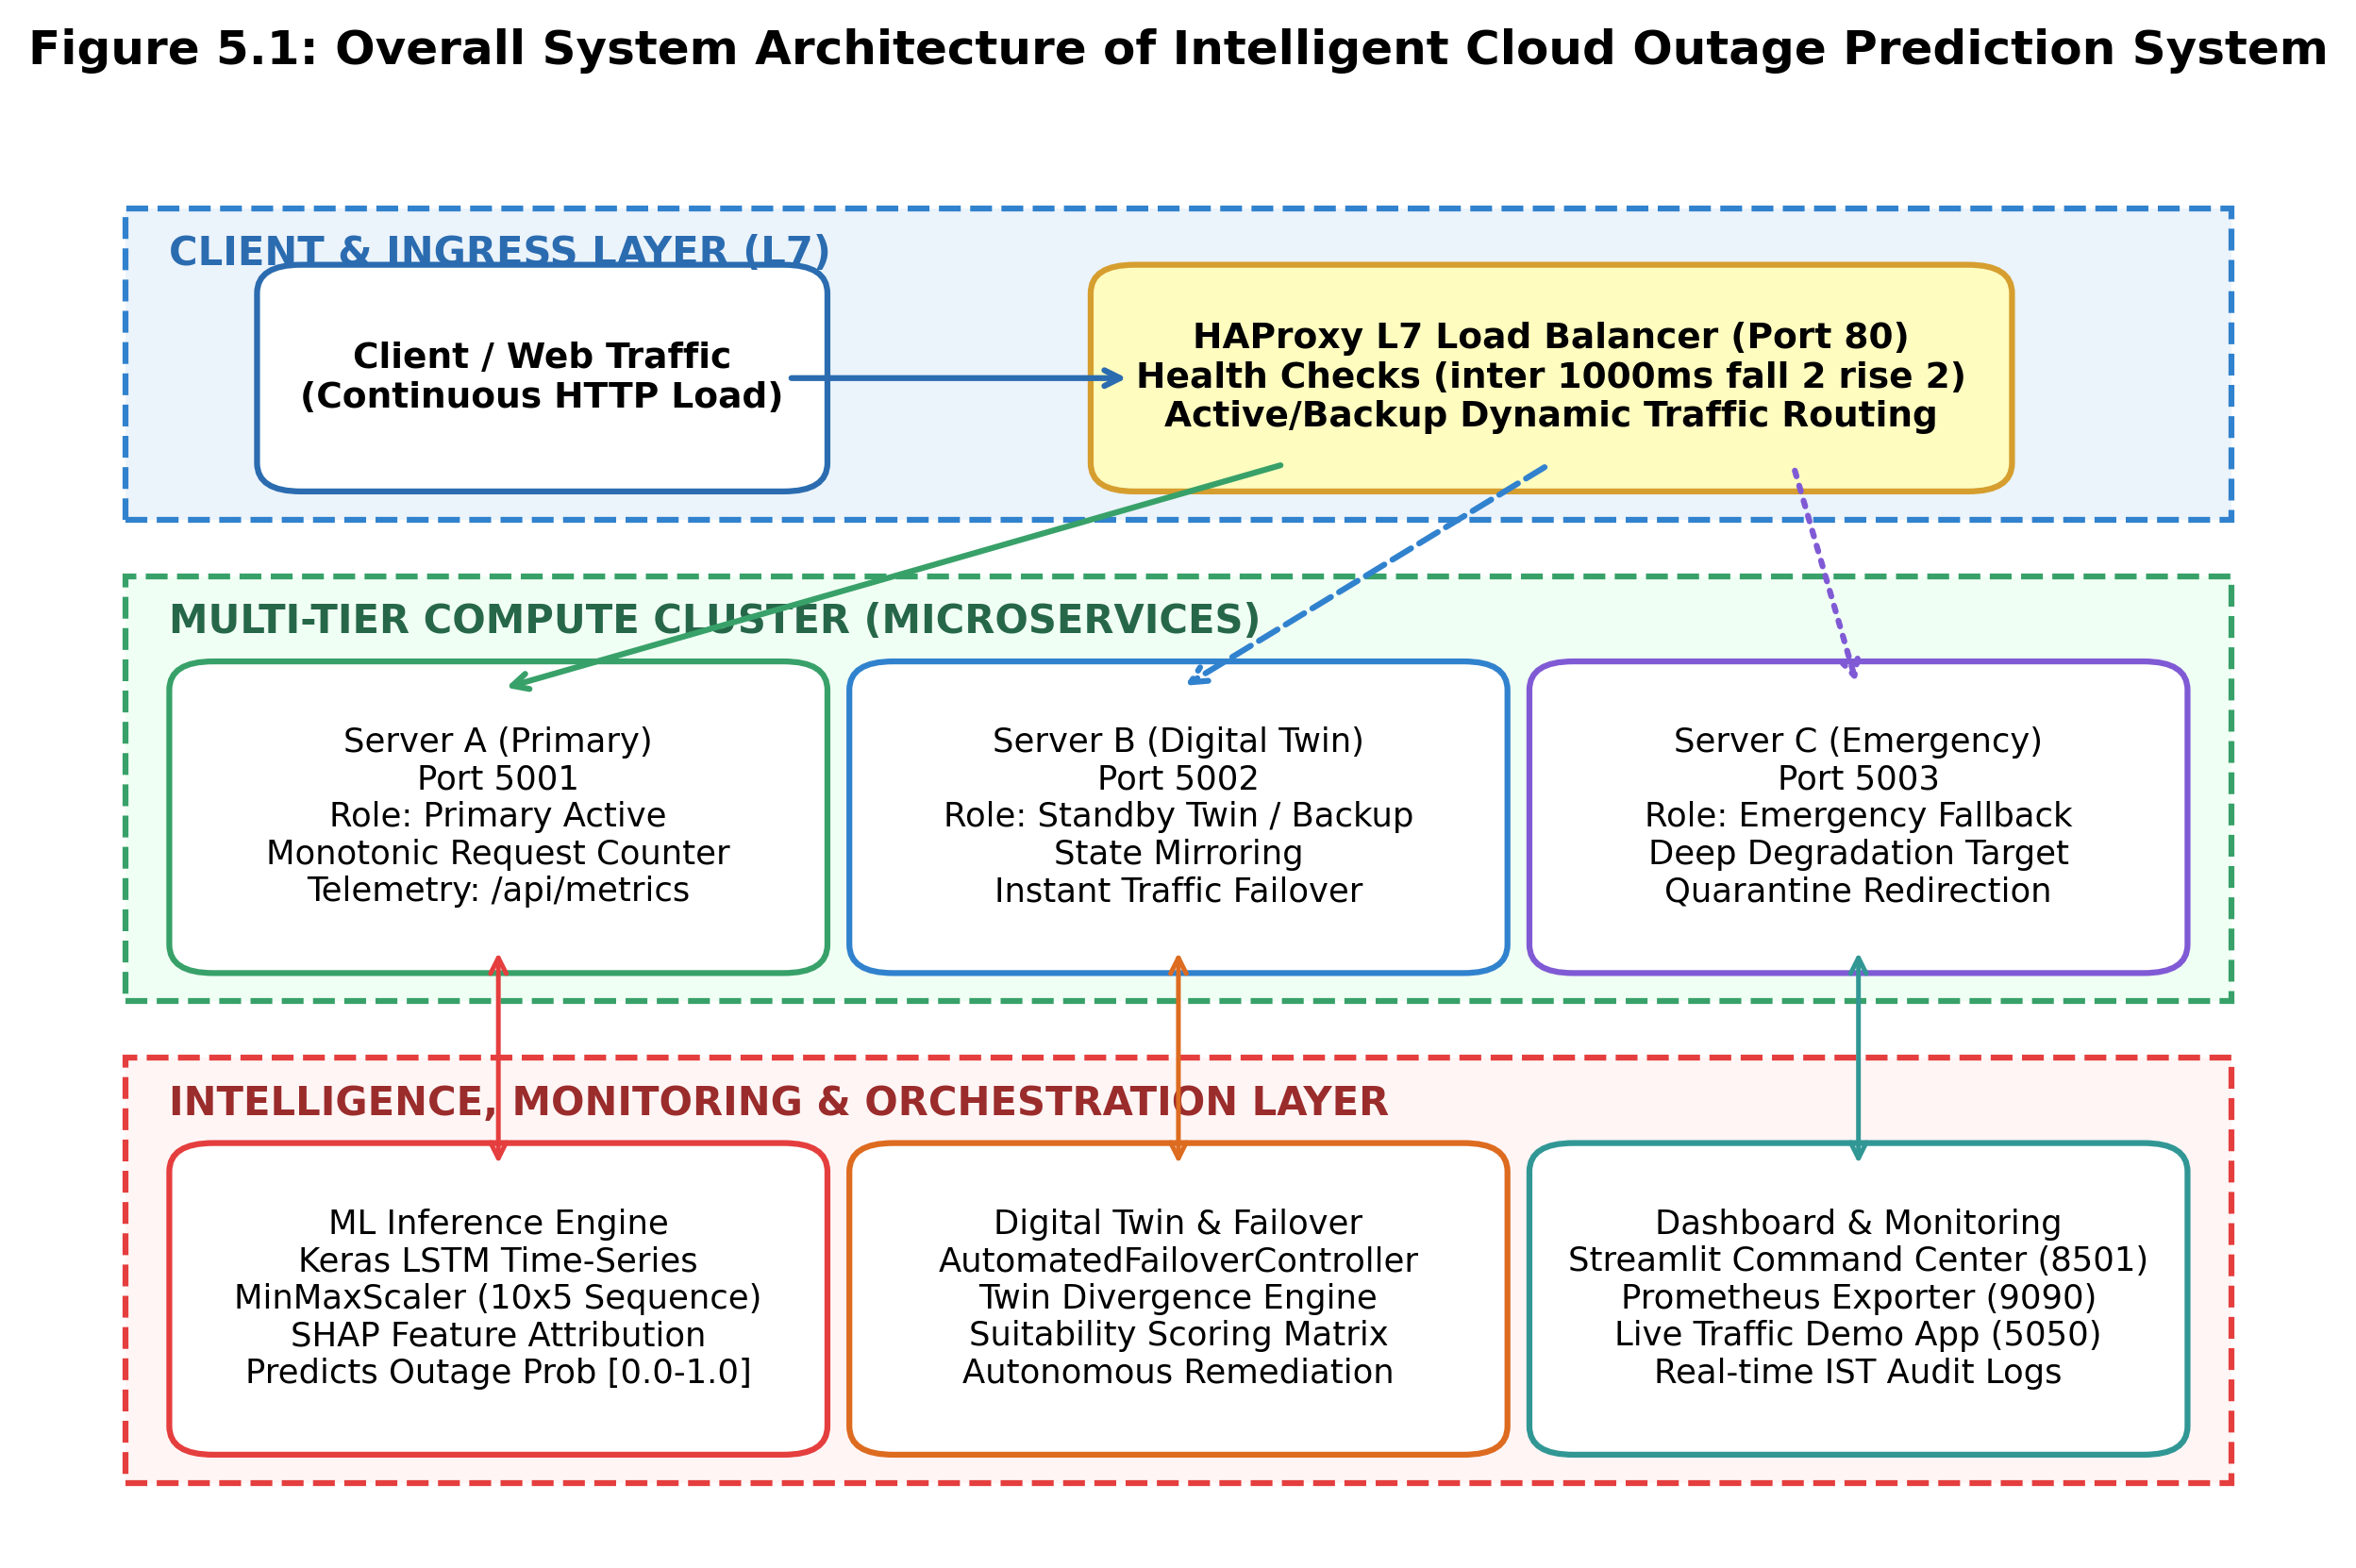 Figure 5.1: Overall System Architecture of Intelligent Cloud Outage Prediction System
CLIENT & INGRESS LAYER (L7)
Client / Web Traffic
(Continuous HTTP Load)
HAProxy L7 Load Balancer (Port 80)
Health Checks (inter 1000ms fall 2 rise 2)
Active/Backup Dynamic Traffic Routing
MULTI-TIER COMPUTE CLUSTER (MICROSERVICES)
Server A (Primary)
Port 5001
Role: Primary Active
Monotonic Request Counter
Telemetry: /api/metrics
Server B (Digital Twin)
Port 5002
Role: Standby Twin / Backup
State Mirroring
Instant Traffic Failover
Server C (Emergency)
Port 5003
Role: Emergency Fallback
Deep Degradation Target
Quarantine Redirection
INTELLIGENCE, MONITORING & ORCHESTRATION LAYER
ML Inference Engine
Keras LSTM Time-Series
MinMaxScaler (10x5 Sequence)
SHAP Feature Attribution
Predicts Outage Prob [0.0-1.0]
Digital Twin & Failover
AutomatedFailoverController
Twin Divergence Engine
Suitability Scoring Matrix
Autonomous Remediation
Dashboard & Monitoring
Streamlit Command Center (8501)
Prometheus Exporter (9090)
Live Traffic Demo App (5050)
Real-time IST Audit Logs